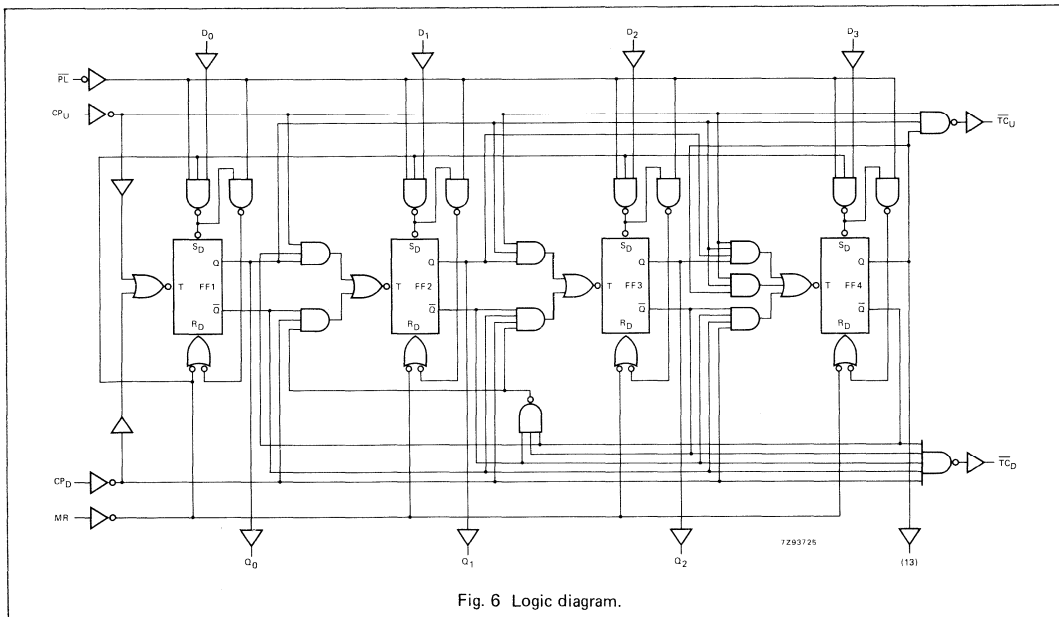 D0 D1 D2 D3
PL
CPU
TCU
SD SD SD SD
Q Q Q Q
T FF1 T FF2 T FF3 T FF4
Q Q Q Q
RD RD RD RD
CPD
TCD
MR
7Z93725
Q0 Q1 Q2 (13)
Fig. 6 Logic diagram.